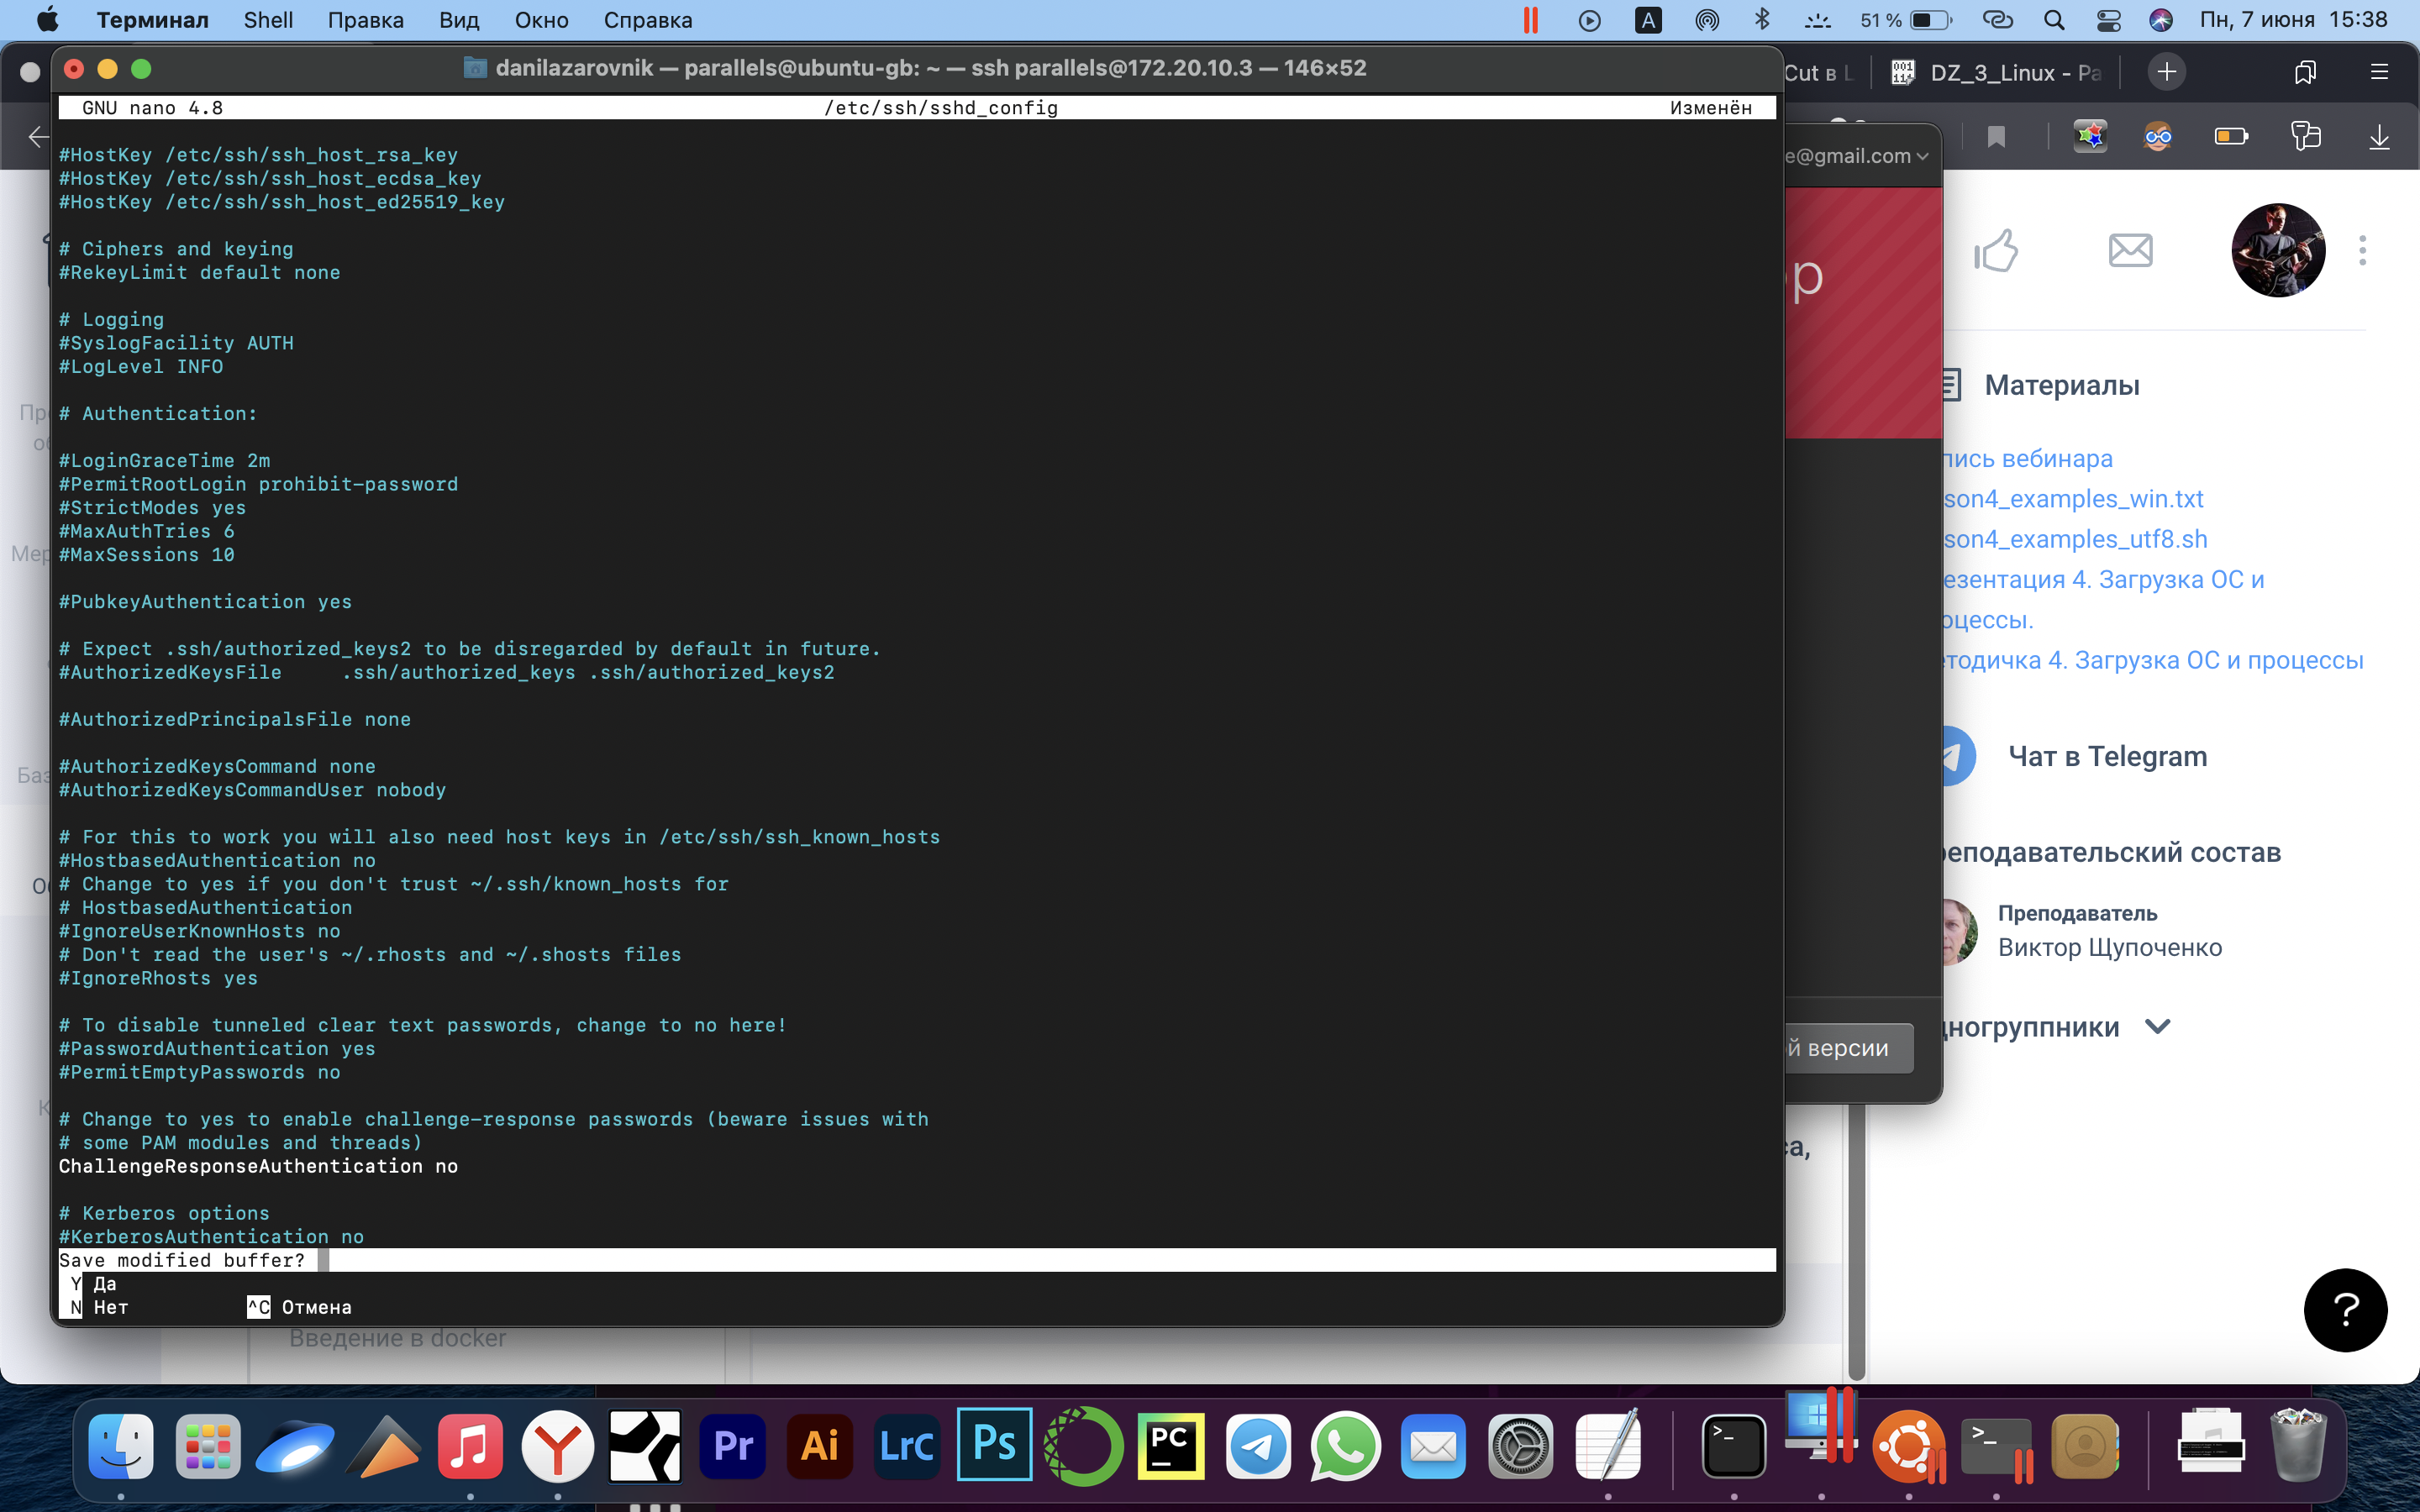 Терминал Shell Правка Вид Окно Справка A 51 % Пн, 7 июня 15:38
danilazarovnik — parallels@ubuntu-gb: ~ — ssh parallels@172.20.10.3 — 146×52
Cut в DZ_3_Linux -
GNU nano 4.8 /etc/ssh/sshd_config Изменён
e@gmail.com
#HostKey /etc/ssh/ssh_host_rsa_key
#HostKey /etc/ssh/ssh_host_ecdsa_key
#HostKey /etc/ssh/ssh_host_ed25519_key
# Ciphers and keying
#RekeyLimit default none
# Logging
#SyslogFacility AUTH
#LogLevel INFO
# Authentication:
#LoginGraceTime 2m
#PermitRootLogin prohibit-password
#StrictModes yes
#MaxAuthTries 6
#MaxSessions 10
#PubkeyAuthentication yes
# Expect .ssh/authorized_keys2 to be disregarded by default in future.
#AuthorizedKeysFile .ssh/authorized_keys .ssh/authorized_keys2
#AuthorizedPrincipalsFile none
#AuthorizedKeysCommand none
#AuthorizedKeysCommandUser nobody
# For this to work you will also need host keys in /etc/ssh/ssh_known_hosts
#HostbasedAuthentication no
# Change to yes if you don't trust ~/.ssh/known_hosts for
# HostbasedAuthentication
#IgnoreUserKnownHosts no
# Don't read the user's ~/.rhosts and ~/.shosts files
#IgnoreRhosts yes
# To disable tunneled clear text passwords, change to no here!
#PasswordAuthentication yes
#PermitEmptyPasswords no
# Change to yes to enable challenge-response passwords (beware issues with
# some PAM modules and threads)
ChallengeResponseAuthentication no
# Kerberos options
#KerberosAuthentication no
Save modified buffer?
Y Да
N Нет ^C Отмена
Введение в docker
р
й версии
са,
Материалы
пись вебинара
son4_examples_win.txt
son4_examples_utf8.sh
езентация 4. Загрузка ОС и
оцессы.
тодичка 4. Загрузка ОС и процессы
Чат в Telegram
реподавательский состав
Преподаватель
Виктор Щупоченко
дногруппники
?
Pr Ai LrC Ps PC